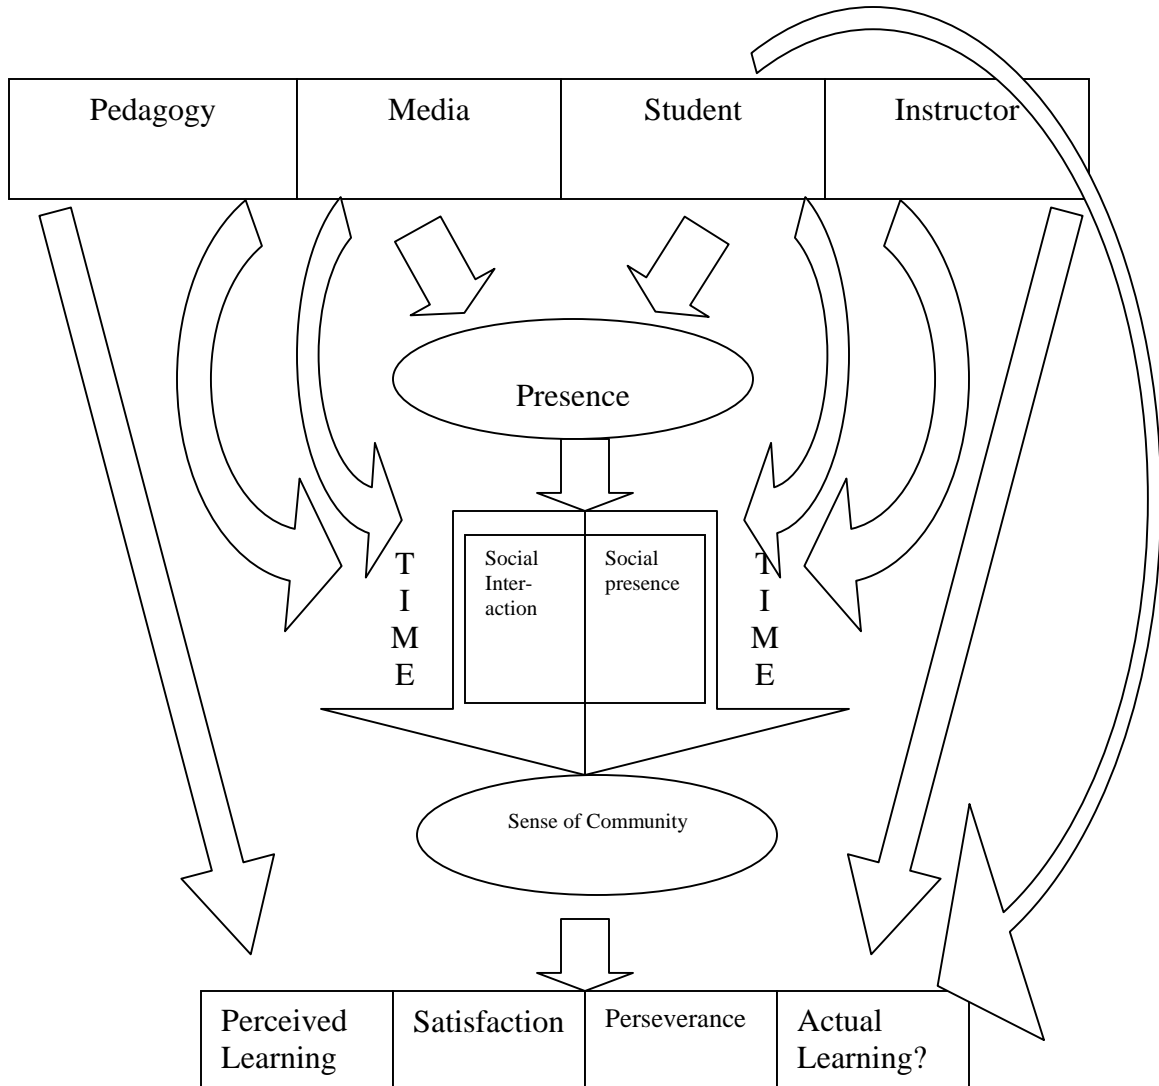 Pedagogy
Media
Student
Instructor
Presence
T
I
M
E
Social
Inter-
action
Social
presence
T
I
M
E
Sense of Community
Perceived
Learning
Satisfaction
Perseverance
Actual
Learning?